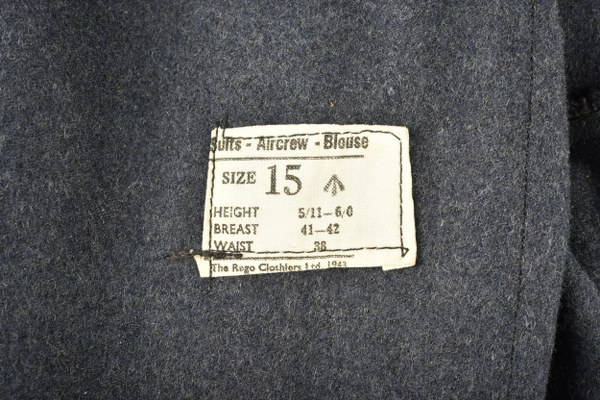 Suits - Aircrew - Blouse
SIZE 15
HEIGHT 5/11-6/0
BREAST 41-42
WAIST 38
The Rego Clothiers Ltd. 1943